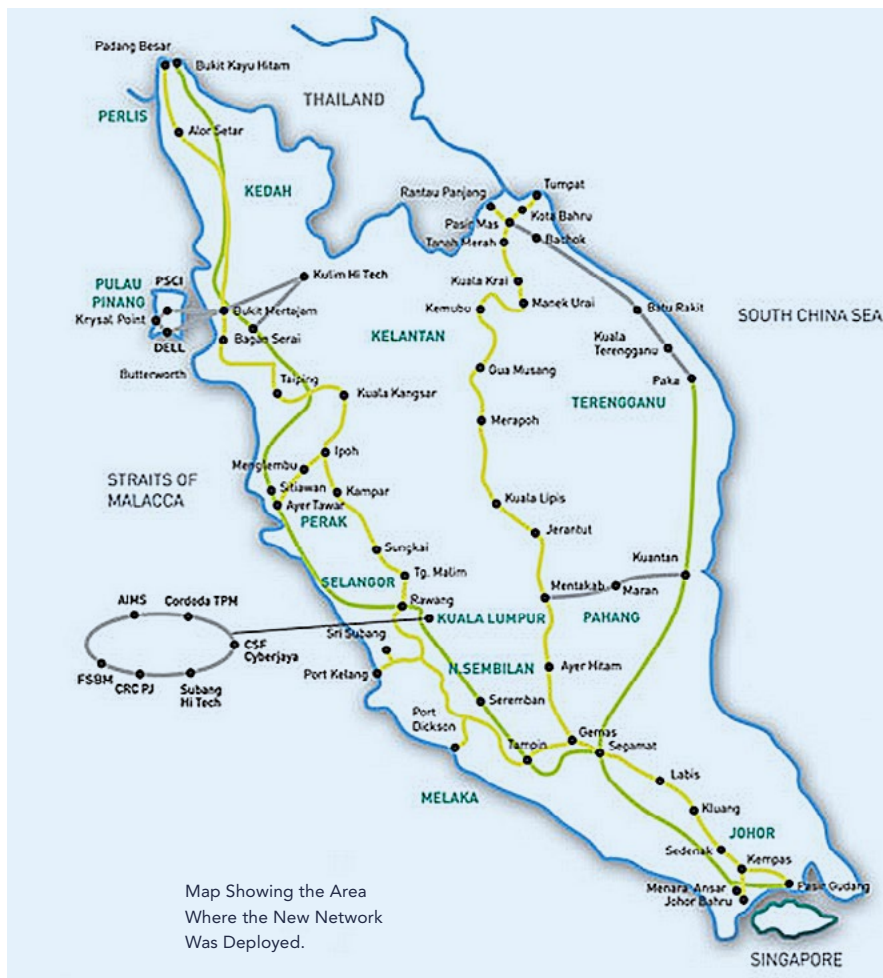 Padang Besar
Bukit Kayu Hitam
THAILAND
PERLIS
Alor Setar
KEDAH
Rantau Panjang
Tumpat
Kota Bahru
Pasir Mas
Bachok
Tanah Merah
Kulim Hi Tech
PULAU
PINANG
PSCI
Kuala Krai
Manek Urai
Kemubu
Batu Rakit
SOUTH CHINA SEA
Krysal Point
Bukit Mertajam
Bagan Serai
KELANTAN
Kuala
Terengganu
DELL
Butterworth
Gua Musang
Paka
Taiping
Kuala Kangsar
TERENGGANU
Merapoh
Ipoh
Menglembu
STRAITS OF
MALACCA
Sitiawan
Kampar
Ayer Tawar
Kuala Lipis
PERAK
Jerantut
Sungkai
Kuantan
Tg. Malim
SELANGOR
Mentakab
Maran
AIMS
Cordoda TPM
Rawang
KUALA LUMPUR
PAHANG
Sri Subang
CSF
Cyberjaya
N.SEMBILAN
Ayer Hitam
Port Kelang
FSBM
CRC PJ
Subang
Hi Tech
Seremban
Port
Dickson
Gemas
Tampin
Segamat
Labis
MELAKA
Kluang
JOHOR
Sedenak
Kempas
Menara Ansar
Pasir Gudang
Johor Bahru
Map Showing the Area
Where the New Network
Was Deployed.
SINGAPORE